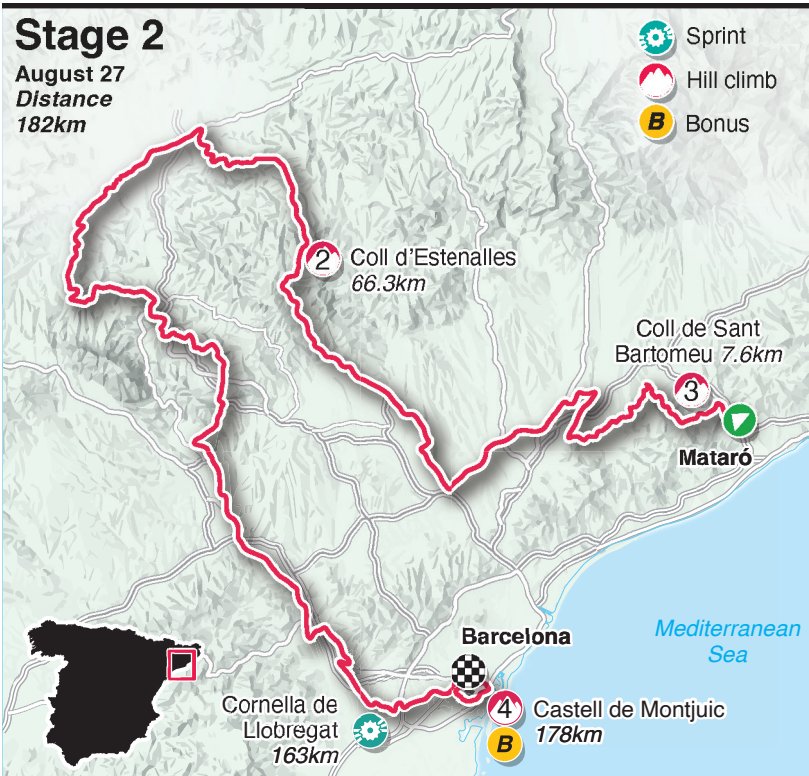 Stage 2
August 27
Distance
182km
Sprint
Hill climb
B Bonus
2 Coll d'Estenalles
66.3km
Coll de Sant
Bartomeu 7.6km
3
Mataró
Mediterranean
Sea
Barcelona
Cornella de
Llobregat
163km
4 Castell de Montjuic
178km
B